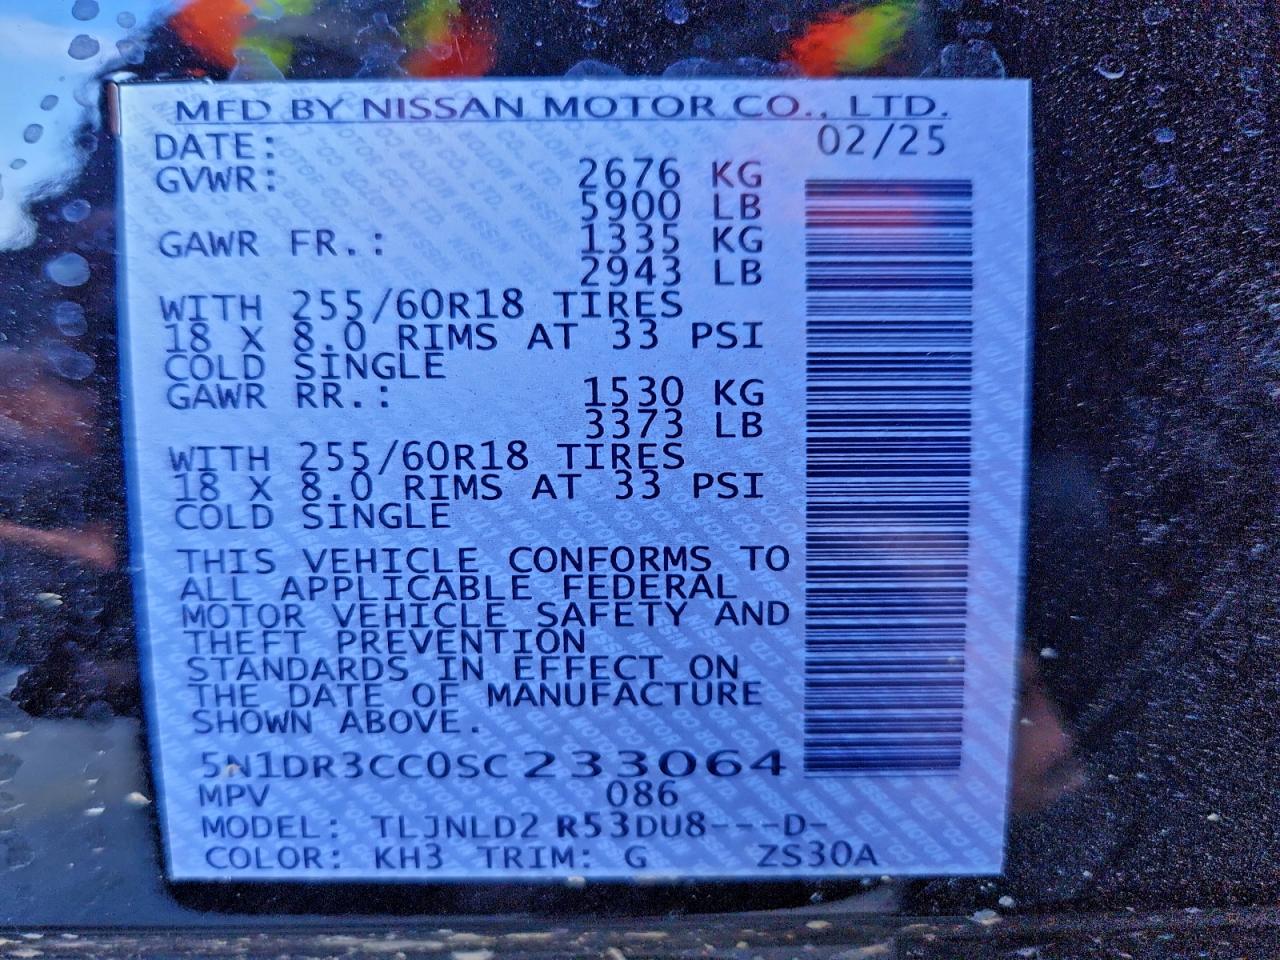 MFD BY NISSAN MOTOR CO., LTD.
DATE: 02/25
GVWR: 2676 KG
5900 LB
GAWR FR.: 1335 KG
2943 LB
WITH 255/60R18 TIRES
18 X 8.0 RIMS AT 33 PSI
COLD SINGLE
GAWR RR.: 1530 KG
3373 LB
WITH 255/60R18 TIRES
18 X 8.0 RIMS AT 33 PSI
COLD SINGLE
THIS VEHICLE CONFORMS TO
ALL APPLICABLE FEDERAL
MOTOR VEHICLE SAFETY AND
THEFT PREVENTION
STANDARDS IN EFFECT ON
THE DATE OF MANUFACTURE
SHOWN ABOVE.
5N1DR3CC0SC233064
MPV 086
MODEL: TLJNLD2 R53DU8---D-
COLOR: KH3 TRIM: G ZS30A